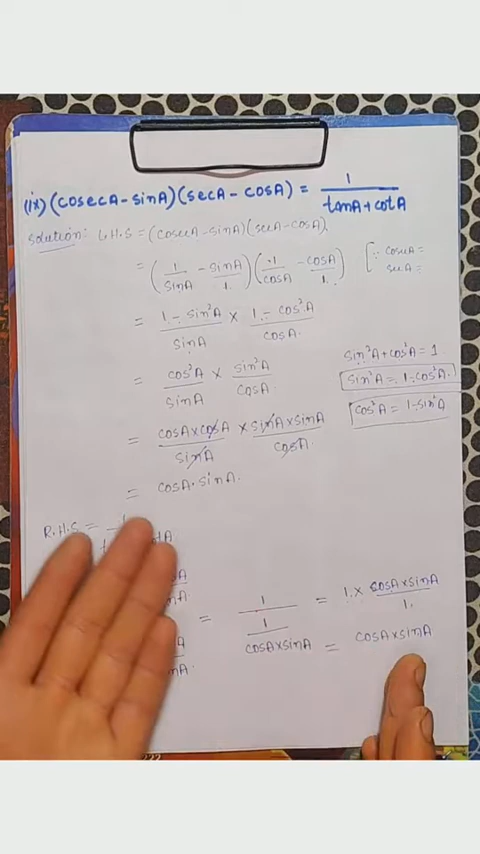 (ix) (cosecA - sinA)(secA - cosA) = 1/(tanA + cotA)
Solution: L.H.S = (cosecA - sinA)(secA - cosA)
= (1/sinA - sinA/1)(1/cosA - cosA/1) [∵ cosecA =
secA =
= (1 - sin²A)/sinA × (1 - cos²A)/cosA
sin²A + cos²A = 1
= cos²A/sinA × sin²A/cosA
sin²A = 1 - cos²A
cos²A = 1 - sin²A
= (cosA × cosA)/sinA × (sinA × sinA)/cosA
= cosA · sinA
R.H.S =
= 1/(1/(cosA × sinA)) = 1 × (cosA × sinA)/1
= cosA × sinA